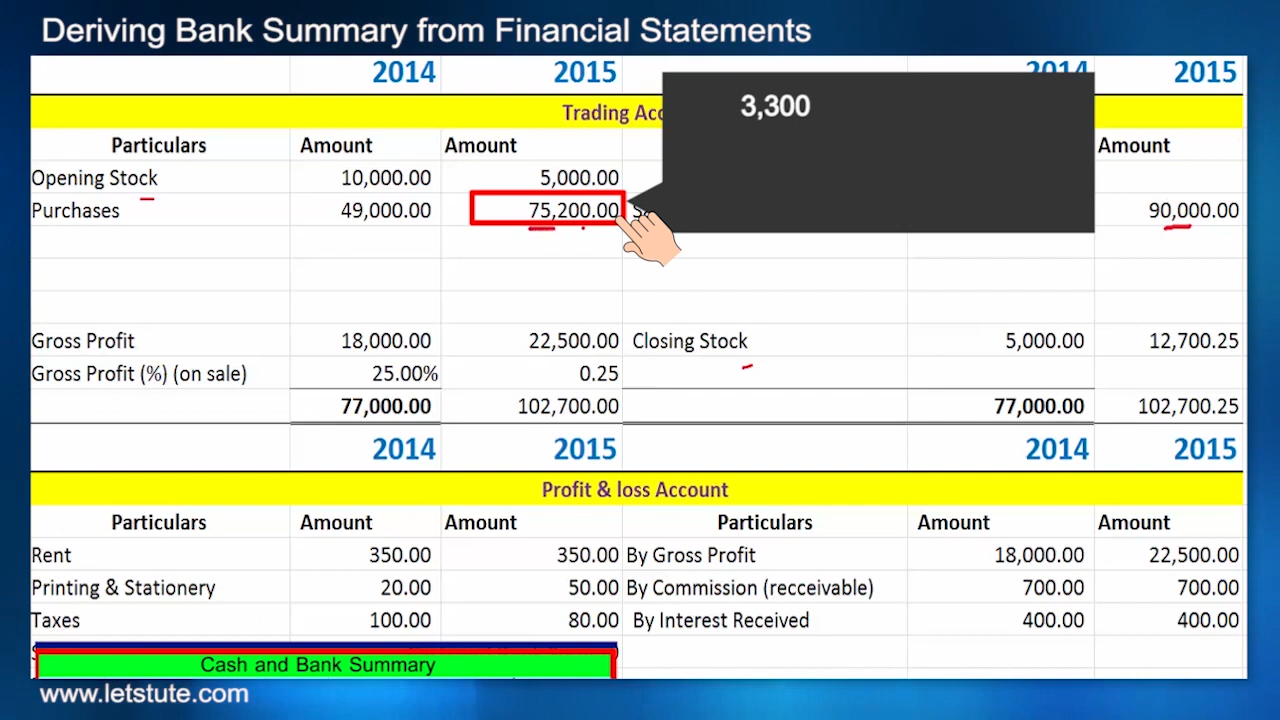 Deriving Bank Summary from Financial Statements
2014 2015 2014 2015
Trading Acc
3,300
Particulars Amount Amount Amount
Opening Stock 10,000.00 5,000.00
Purchases 49,000.00 75,200.00 90,000.00
Gross Profit 18,000.00 22,500.00 Closing Stock 5,000.00 12,700.25
Gross Profit (%) (on sale) 25.00% 0.25
77,000.00 102,700.00 77,000.00 102,700.25
2014 2015 2014 2015
Profit & loss Account
Particulars Amount Amount Particulars Amount Amount
Rent 350.00 350.00 By Gross Profit 18,000.00 22,500.00
Printing & Stationery 20.00 50.00 By Commission (recceivable) 700.00 700.00
Taxes 100.00 80.00 By Interest Received 400.00 400.00
Cash and Bank Summary
www.letstute.com